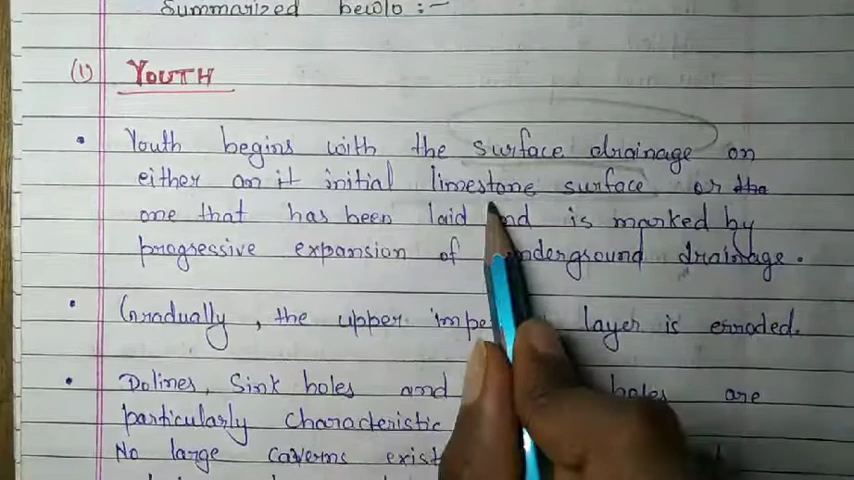 Summarized bewlo :-
(1) YOUTH
• Youth begins with the surface drainage on
either on it initial limestone surface or the
one that has been laid and is marked by
progressive expansion of underground drainage.
• Gradually, the upper layer is erroded.
• Dolines, Sink holes and holes are
particularly characteristic
No large caverns exist